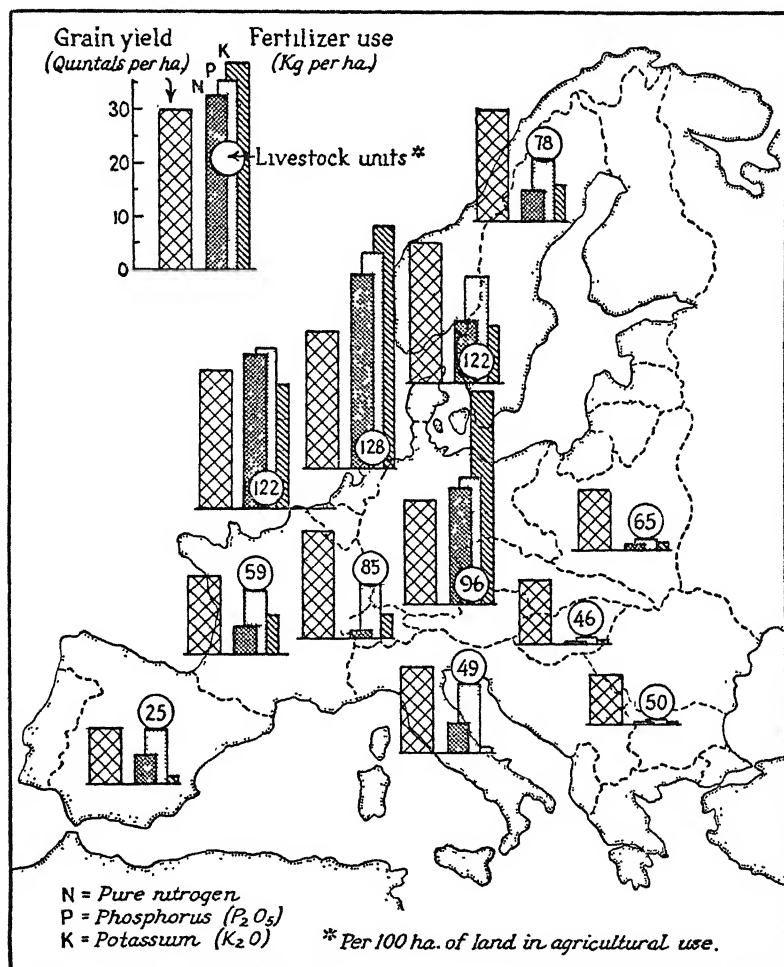 Grain yield
(Quintals per ha.)
Fertilizer use
(Kg per ha.)
K
P
N
30
20
10
0
Livestock units*
78
122
128
122
65
59
85
96
46
49
50
25
N = Pure nitrogen
P = Phosphorus (P₂O₅)
K = Potassium (K₂O)
* Per 100 ha. of land in agricultural use.